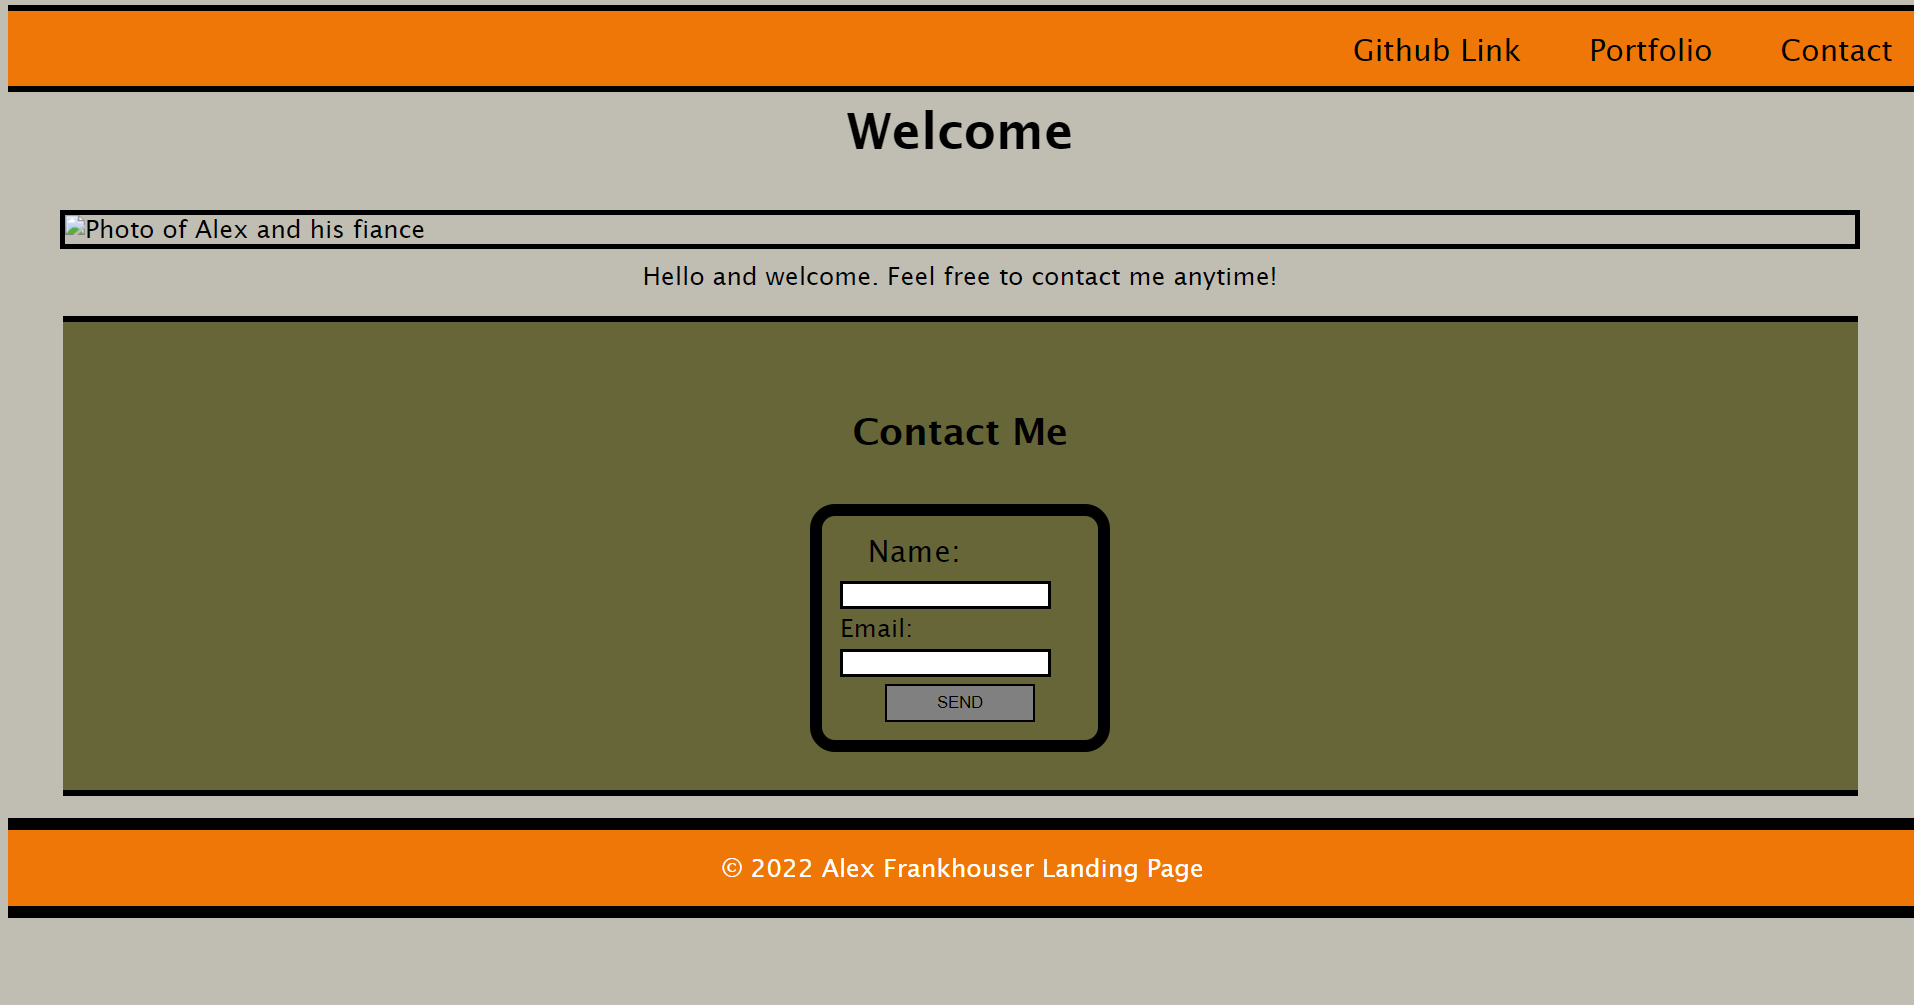 Github Link Portfolio Contact
Welcome
Photo of Alex and his fiance
Hello and welcome. Feel free to contact me anytime!
Contact Me
Name:
Email:
SEND
© 2022 Alex Frankhouser Landing Page